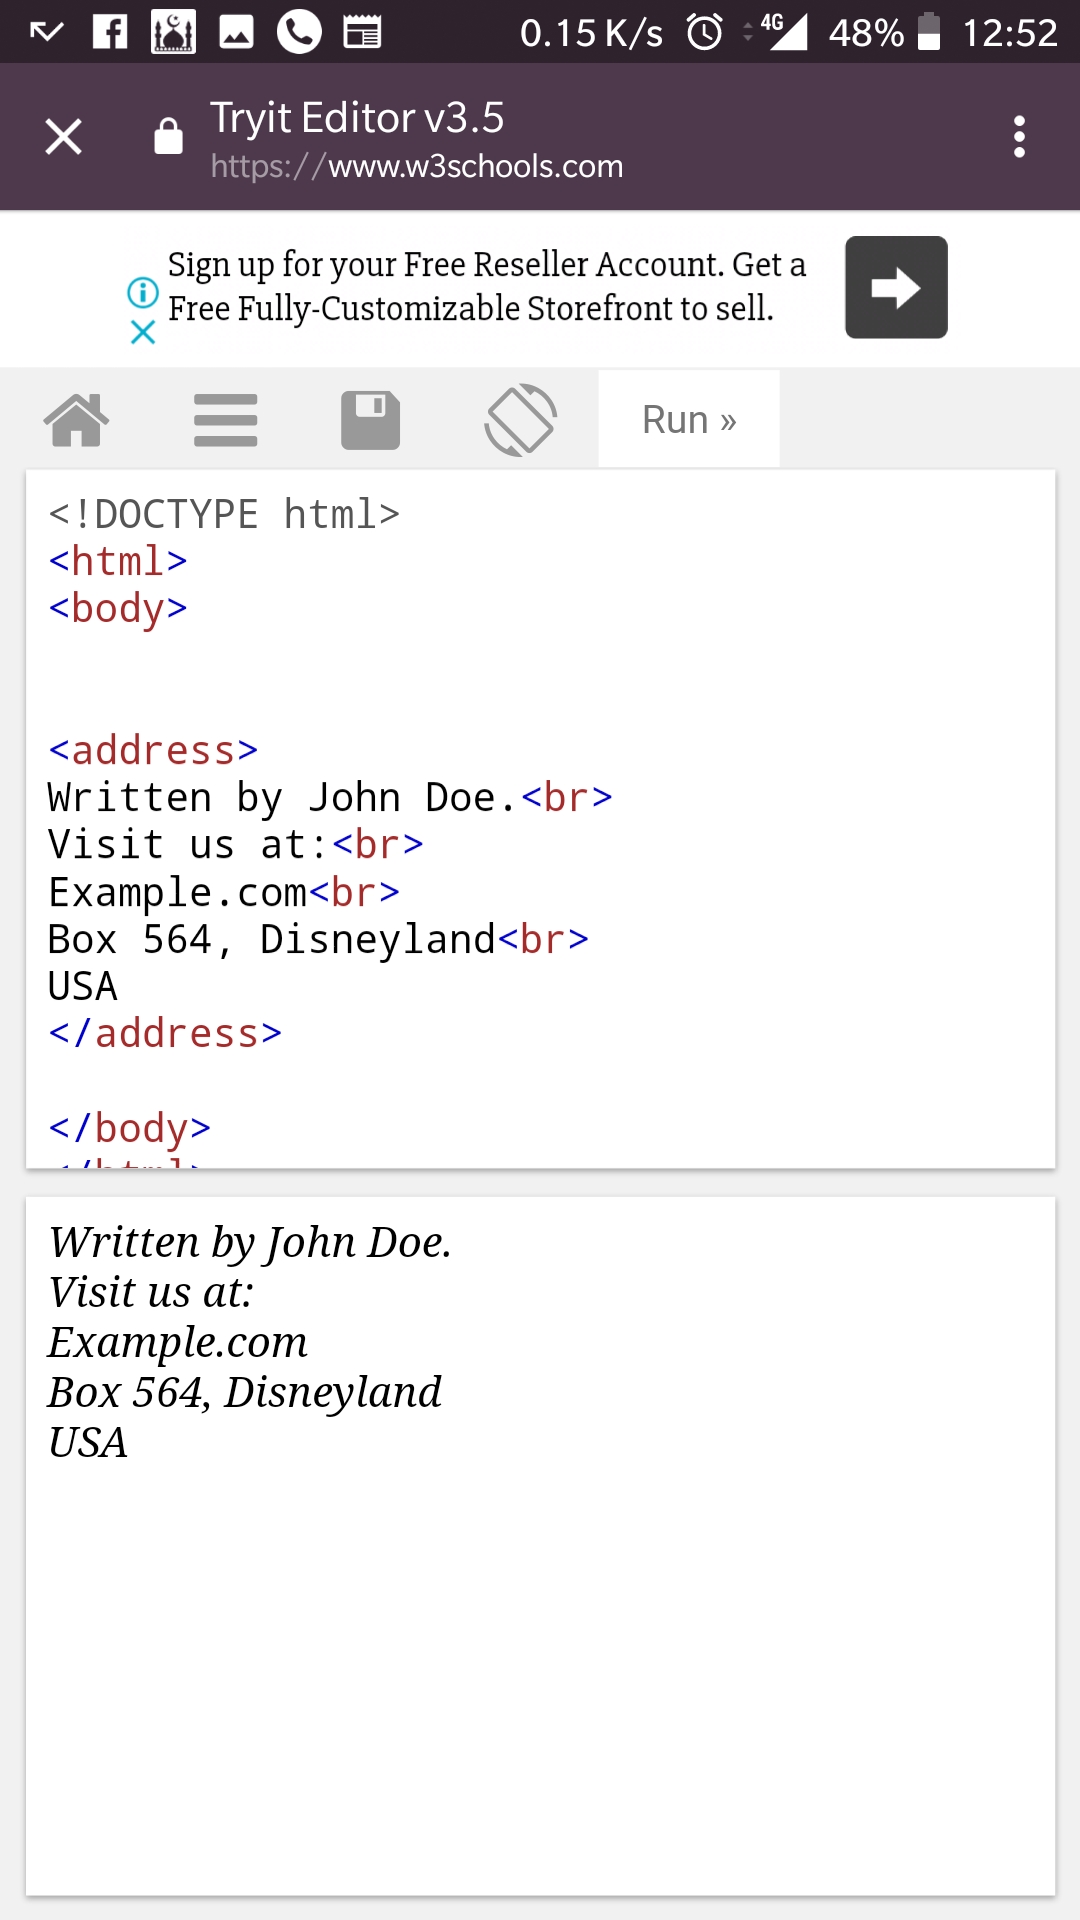 0.15 K/s 4G 48% 12:52
Tryit Editor v3.5
https://www.w3schools.com
Sign up for your Free Reseller Account. Get a
Free Fully-Customizable Storefront to sell.
Run »
<!DOCTYPE html>
<html>
<body>
<address>
Written by John Doe.<br>
Visit us at:<br>
Example.com<br>
Box 564, Disneyland<br>
USA
</address>
</body>
</html>
Written by John Doe.
Visit us at:
Example.com
Box 564, Disneyland
USA